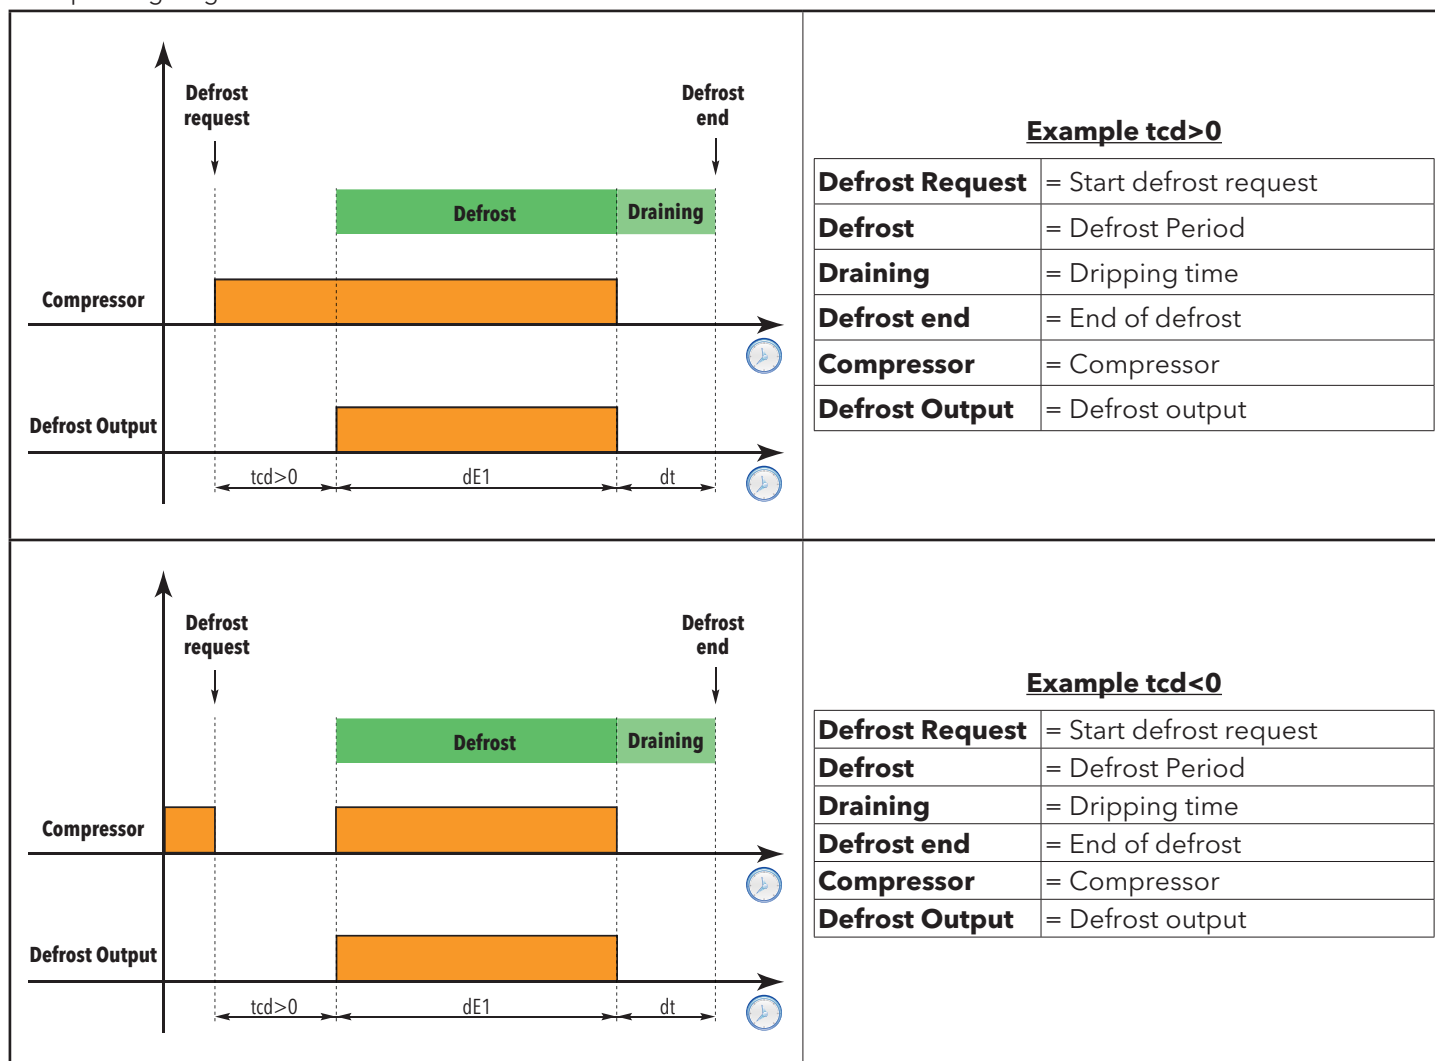 Defrost
request
Defrost
end
Defrost
Draining
Compressor
Defrost Output
tcd>0
dE1
dt
Example tcd>0
Defrost Request = Start defrost request
Defrost = Defrost Period
Draining = Dripping time
Defrost end = End of defrost
Compressor = Compressor
Defrost Output = Defrost output
Defrost
request
Defrost
end
Defrost
Draining
Compressor
Defrost Output
tcd>0
dE1
dt
Example tcd<0
Defrost Request = Start defrost request
Defrost = Defrost Period
Draining = Dripping time
Defrost end = End of defrost
Compressor = Compressor
Defrost Output = Defrost output